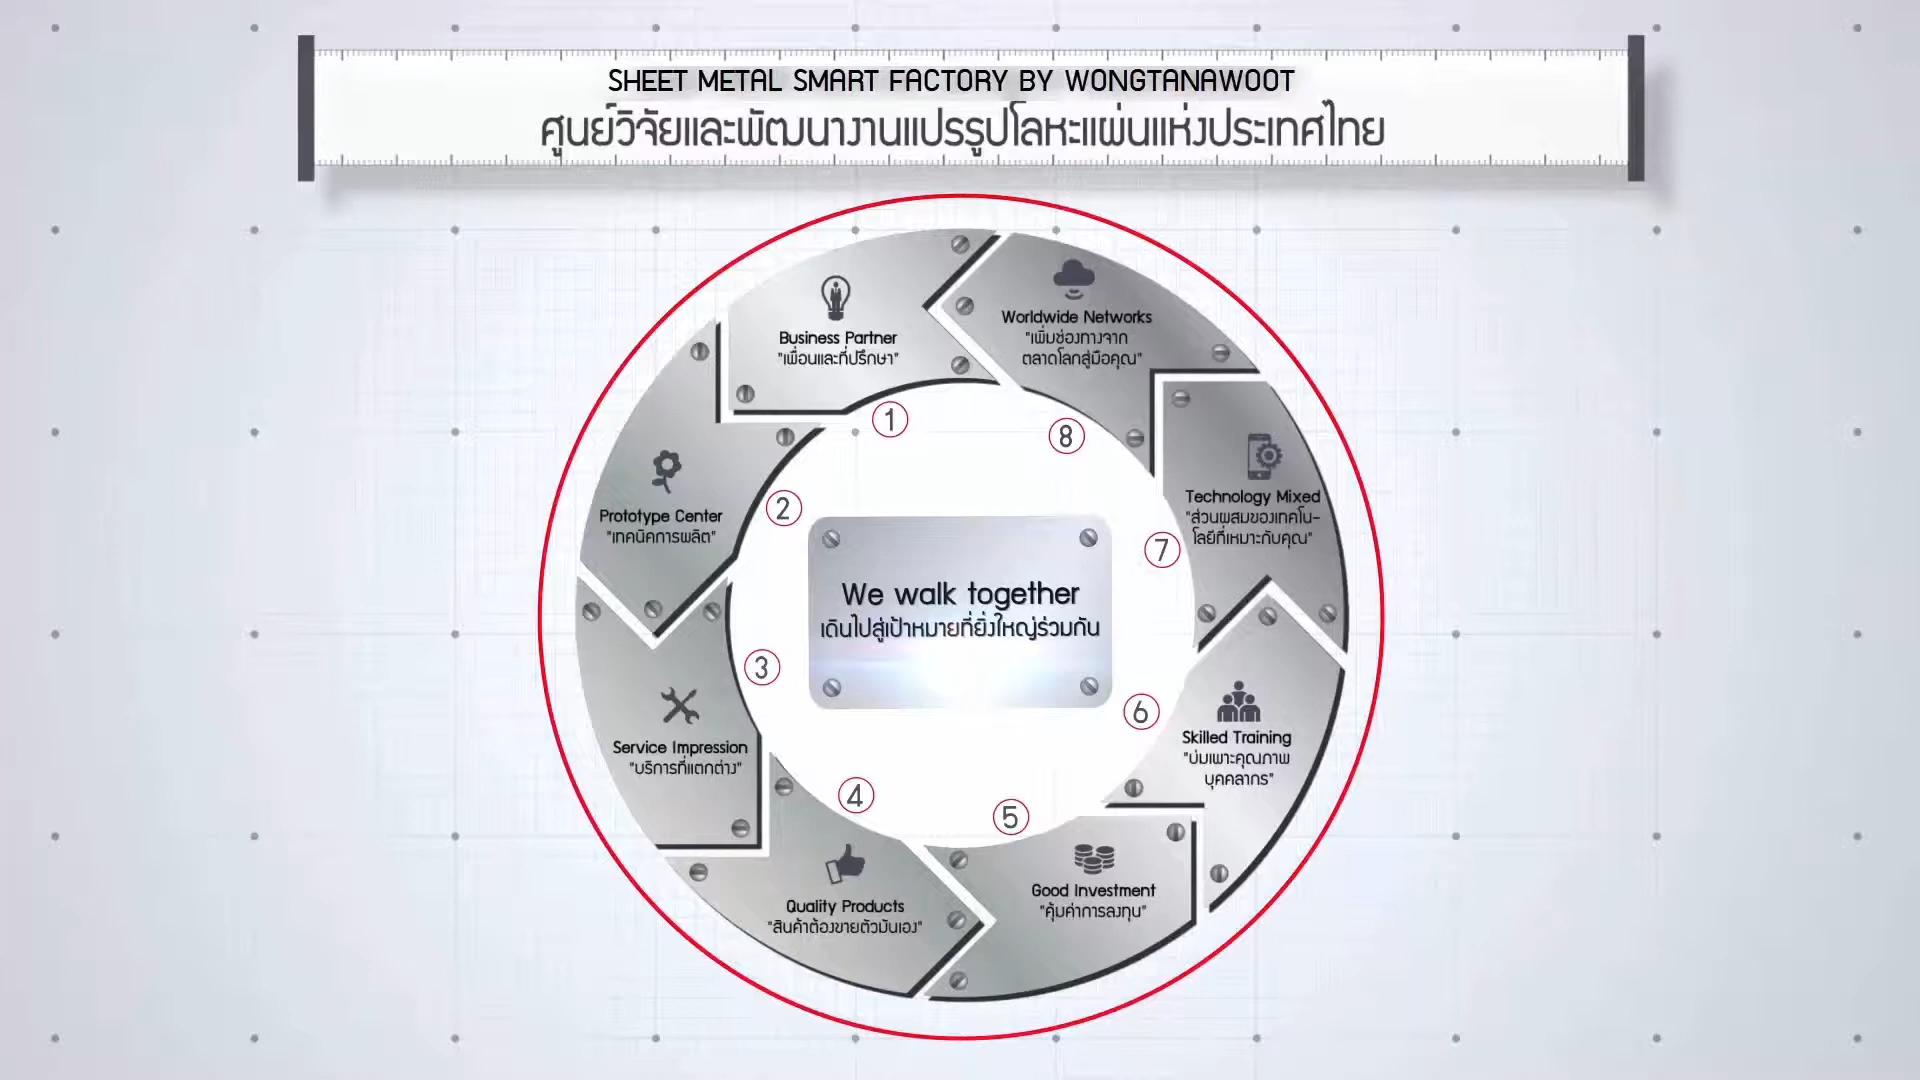 SHEET METAL SMART FACTORY BY WONGTANAWOOT
ศูนย์วิจัยและพัฒนางานแปรรูปโลหะแผ่นแห่งประเทศไทย
Business Partner
"เพื่อนและที่ปรึกษา"
1
Prototype Center
"เทคนิคการผลิต"
2
Service Impression
"บริการที่แตกต่าง"
3
Quality Products
"สินค้าต้องขายตัวมันเอง"
4
Good Investment
"คุ้มค่าการลงทุน"
5
Skilled Training
"บ่มเพาะคุณภาพ
บุคคลากร"
6
Technology Mixed
"ส่วนผสมของเทคโน-
โลยีที่เหมาะกับคุณ"
7
Worldwide Networks
"เพิ่มช่องทางจาก
ตลาดโลกสู่มือคุณ"
8
We walk together
เดินไปสู่เป้าหมายที่ยิ่งใหญ่ร่วมกัน